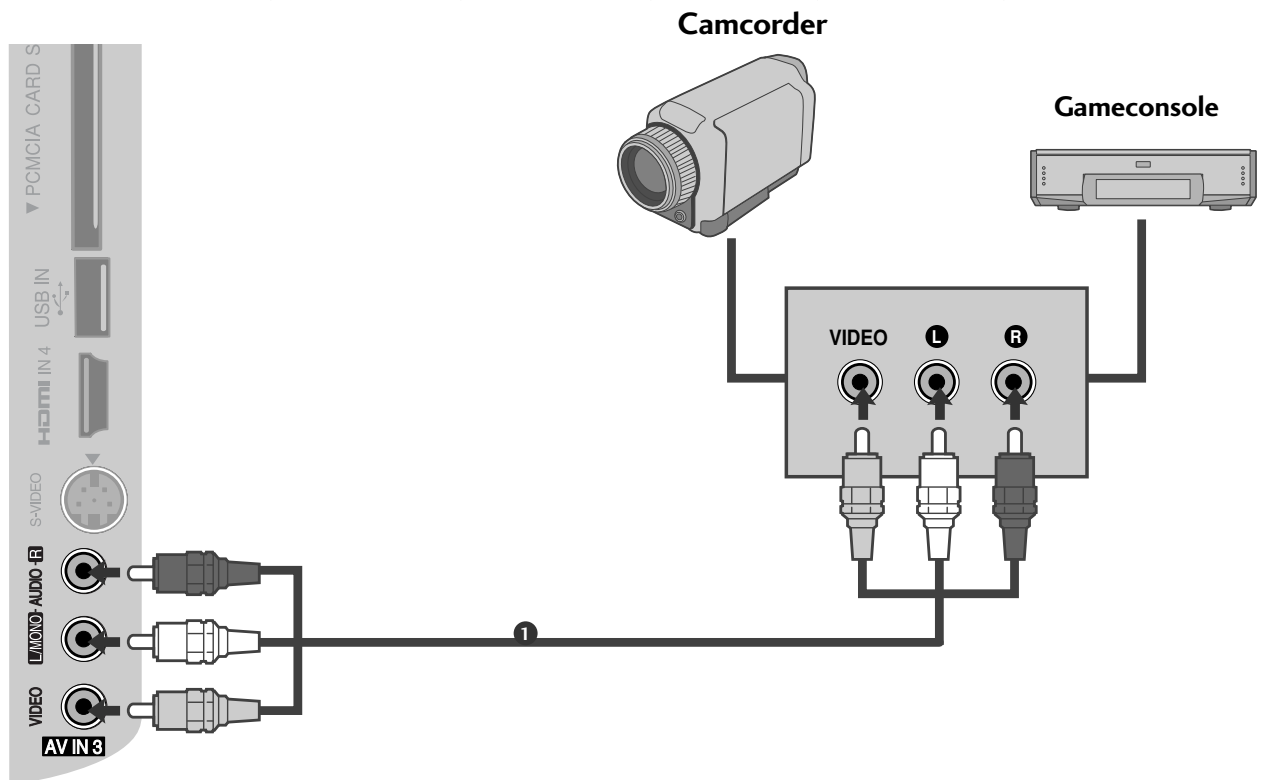 Camcorder
Gameconsole
▼ PCMCIA CARD S
USB IN
HDMI IN 4
S-VIDEO
L/MONO-AUDIO-R
VIDEO
AV IN 3
VIDEO
L
R
1